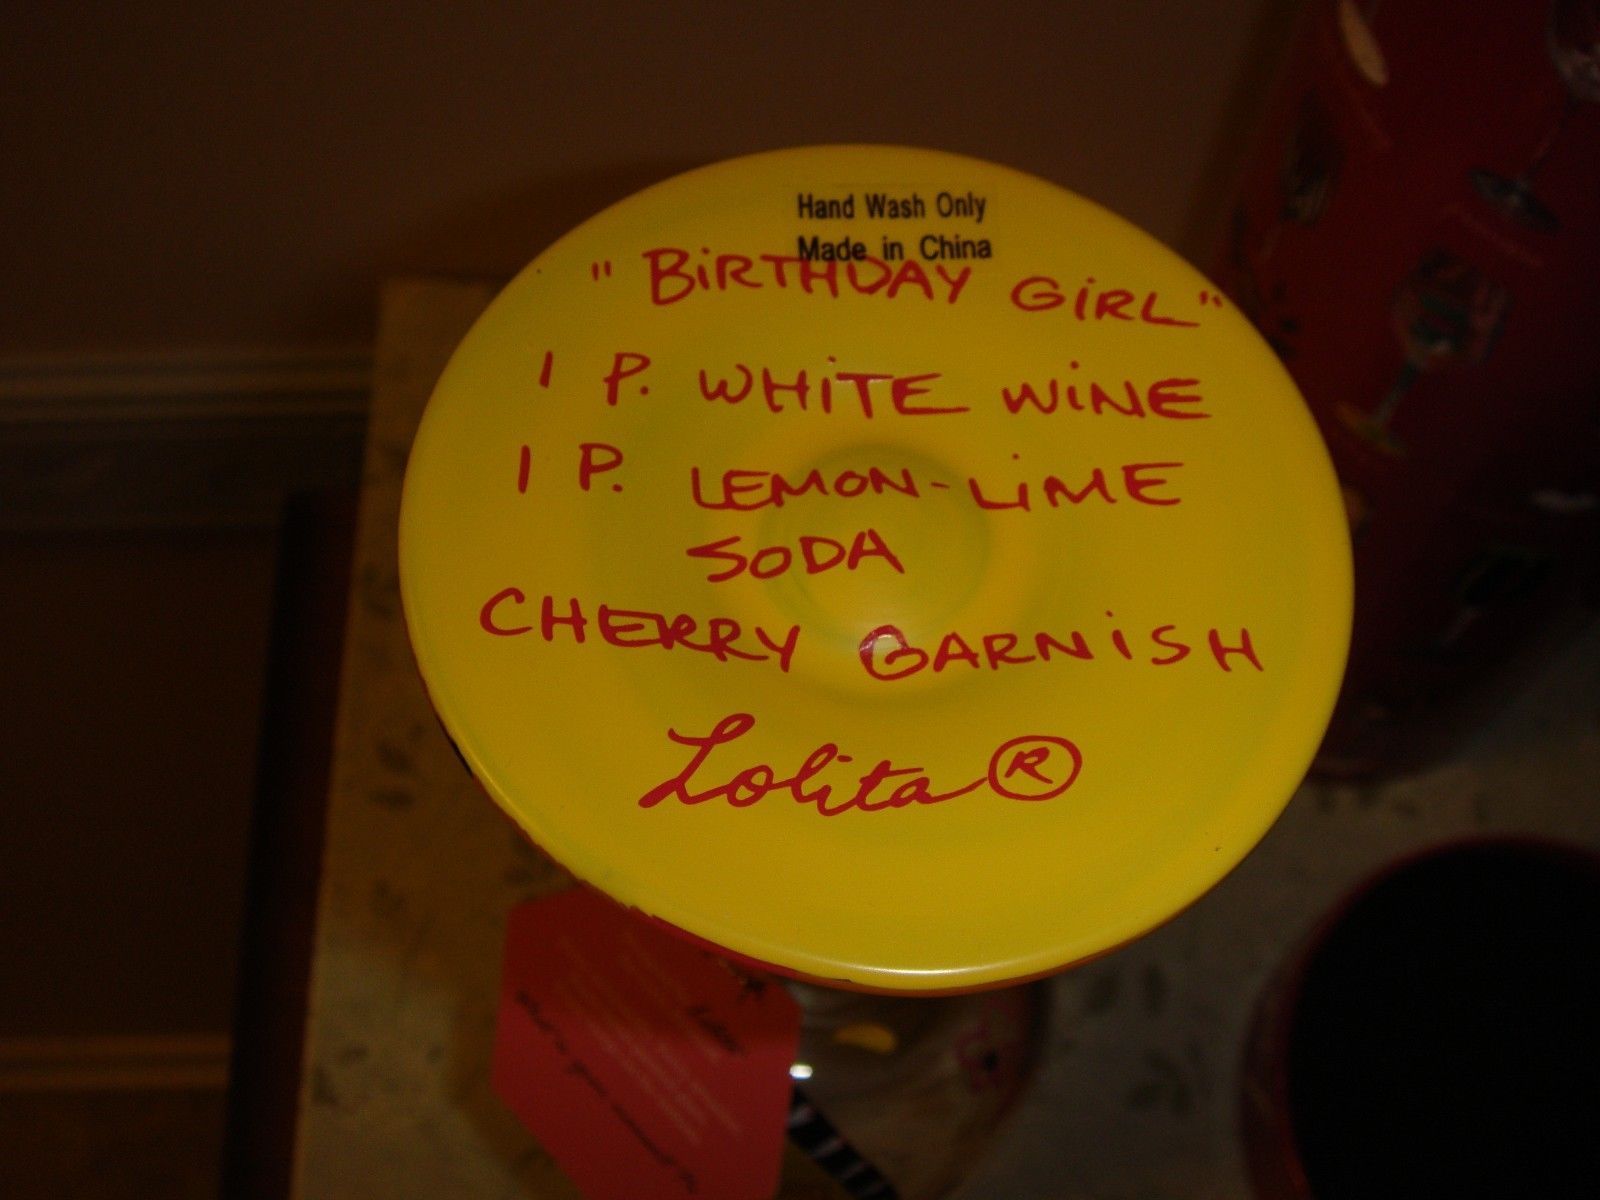 Hand Wash Only
Made in China
"BiRTHDAY GiRL"
1 P. WHiTE WiNE
1 P. LEMON-LiME
SODA
CHERRY GARNiSH
Lolita®